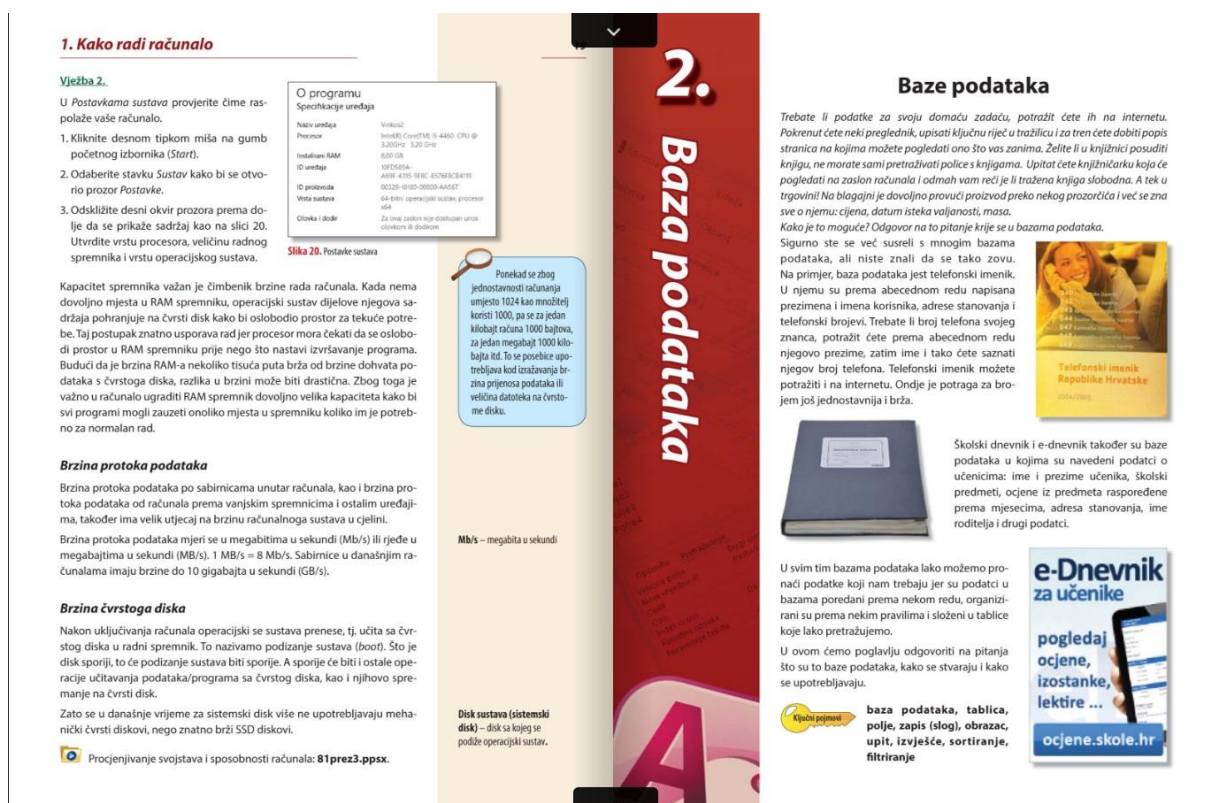 1. Kako radi računalo
Vježba 2.
U Postavkama sustava provjerite čime ras-
polaže vaše računalo.
1. Kliknite desnom tipkom miša na gumb
početnog izbornika (Start).
2. Odaberite stavku Sustav kako bi se otvo-
rio prozor Postavke.
3. Odskližite desni okvir prozora prema do-
lje da se prikaže sadržaj kao na slici 20.
Utvrdite vrstu procesora, veličinu radnog
spremnika i vrstu operacijskog sustava.
O programu
Specifikacije uređaja
Naziv uređaja Vinkos2
Procesor Intel(R) Core(TM) i5-4460 CPU @
3.20GHz 3.20 GHz
Instalirani RAM 8,00 GB
ID uređaja
ID proizvoda
Vrsta sustava 64-bitni operacijski sustav, procesor
x64
Olovka i dodir Za ovaj zaslon nije dostupan unos
olovkom ili dodirom
Slika 20. Postavke sustava
Kapacitet spremnika važan je čimbenik brzine rada računala. Kada nema
dovoljno mjesta u RAM spremniku, operacijski sustav dijelove njegova sa-
držaja pohranjuje na čvrsti disk kako bi oslobodio prostor za tekuće potre-
be. Taj postupak znatno usporava rad jer procesor mora čekati da se oslobo-
di prostor u RAM spremniku prije nego što nastavi izvršavanje programa.
Budući da je brzina RAM-a nekoliko tisuća puta brža od brzine dohvata po-
dataka s čvrstoga diska, razlika u brzini može biti drastična. Zbog toga je
važno u računalo ugraditi RAM spremnik dovoljno velika kapaciteta kako bi
svi programi mogli zauzeti onoliko mjesta u spremniku koliko im je potreb-
no za normalan rad.
Ponekad se zbog
jednostavnosti računanja
umjesto 1024 kao množitelj
koristi 1000, pa se za jedan
kilobajt računa 1000 bajtova,
za jedan megabajt 1000 kilo-
bajta itd. To se posebice upo-
trebljava kod izražavanja br-
zina prijenosa podataka ili
veličina datoteka na čvrsto-
me disku.
Brzina protoka podataka
Brzina protoka podataka po sabirnicama unutar računala, kao i brzina pro-
toka podataka od računala prema vanjskim spremnicima i ostalim uređaji-
ma, također ima velik utjecaj na brzinu računalnoga sustava u cjelini.
Brzina protoka podataka mjeri se u megabitima u sekundi (Mb/s) ili rjeđe u
megabajtima u sekundi (MB/s). 1 MB/s = 8 Mb/s. Sabirnice u današnjim ra-
čunalama imaju brzine do 10 gigabajta u sekundi (GB/s).
Mb/s – megabita u sekundi
Brzina čvrstoga diska
Nakon uključivanja računala operacijski se sustava prenese, tj. učita sa čvr-
stog diska u radni spremnik. To nazivamo podizanje sustava (boot). Što je
disk sporiji, to će podizanje sustava biti sporije. A sporije će biti i ostale ope-
racije učitavanja podataka/programa sa čvrstog diska, kao i njihovo spre-
manje na čvrsti disk.
Zato se u današnje vrijeme za sistemski disk više ne upotrebljavaju meha-
nički čvrsti diskovi, nego znatno brži SSD diskovi.
Disk sustava (sistemski
disk) – disk sa kojeg se
podiže operacijski sustav.
Procjenjivanje svojstava i sposobnosti računala: 81prez3.ppsx.
2. Baza podataka
Baze podataka
Trebate li podatke za svoju domaću zadaću, potražit ćete ih na internetu.
Pokrenut ćete neki preglednik, upisati ključnu riječ u tražilicu i za tren ćete dobiti popis
stranica na kojima možete pogledati ono što vas zanima. Želite li u knjižnici posuditi
knjigu, ne morate sami pretraživati police s knjigama. Upitat ćete knjižničarku koja će
pogledati na zaslon računala i odmah vam reći je li tražena knjiga slobodna. A tek u
trgovini! Na blagajni je dovoljno provući proizvod preko nekog prozorčića i već se zna
sve o njemu: cijena, datum isteka valjanosti, masa.
Kako je to moguće? Odgovor na to pitanje krije se u bazama podataka.
Sigurno ste se već susreli s mnogim bazama
podataka, ali niste znali da se tako zovu.
Na primjer, baza podataka jest telefonski imenik.
U njemu su prema abecednom redu napisana
prezimena i imena korisnika, adrese stanovanja i
telefonski brojevi. Trebate li broj telefona svojeg
znanca, potražit ćete prema abecednom redu
njegovo prezime, zatim ime i tako ćete saznati
njegov broj telefona. Telefonski imenik možete
potražiti i na internetu. Ondje je potraga za bro-
jem još jednostavnija i brža.
Telefonski imenik
Republike Hrvatske
2004./2005.
Školski dnevnik i e-dnevnik također su baze
podataka u kojima su navedeni podatci o
učenicima: ime i prezime učenika, školski
predmeti, ocjene iz predmeta raspoređene
prema mjesecima, adresa stanovanja, ime
roditelja i drugi podatci.
U svim tim bazama podataka lako možemo pro-
naći podatke koji nam trebaju jer su podatci u
bazama poredani prema nekom redu, organizi-
rani su prema nekim pravilima i složeni u tablice
koje lako pretražujemo.
U ovom ćemo poglavlju odgovoriti na pitanja
što su to baze podataka, kako se stvaraju i kako
se upotrebljavaju.
e-Dnevnik
za učenike
pogledaj
ocjene,
izostanke,
lektire ...
ocjene.skole.hr
Ključni pojmovi
baza podataka, tablica,
polje, zapis (slog), obrazac,
upit, izvješće, sortiranje,
filtriranje